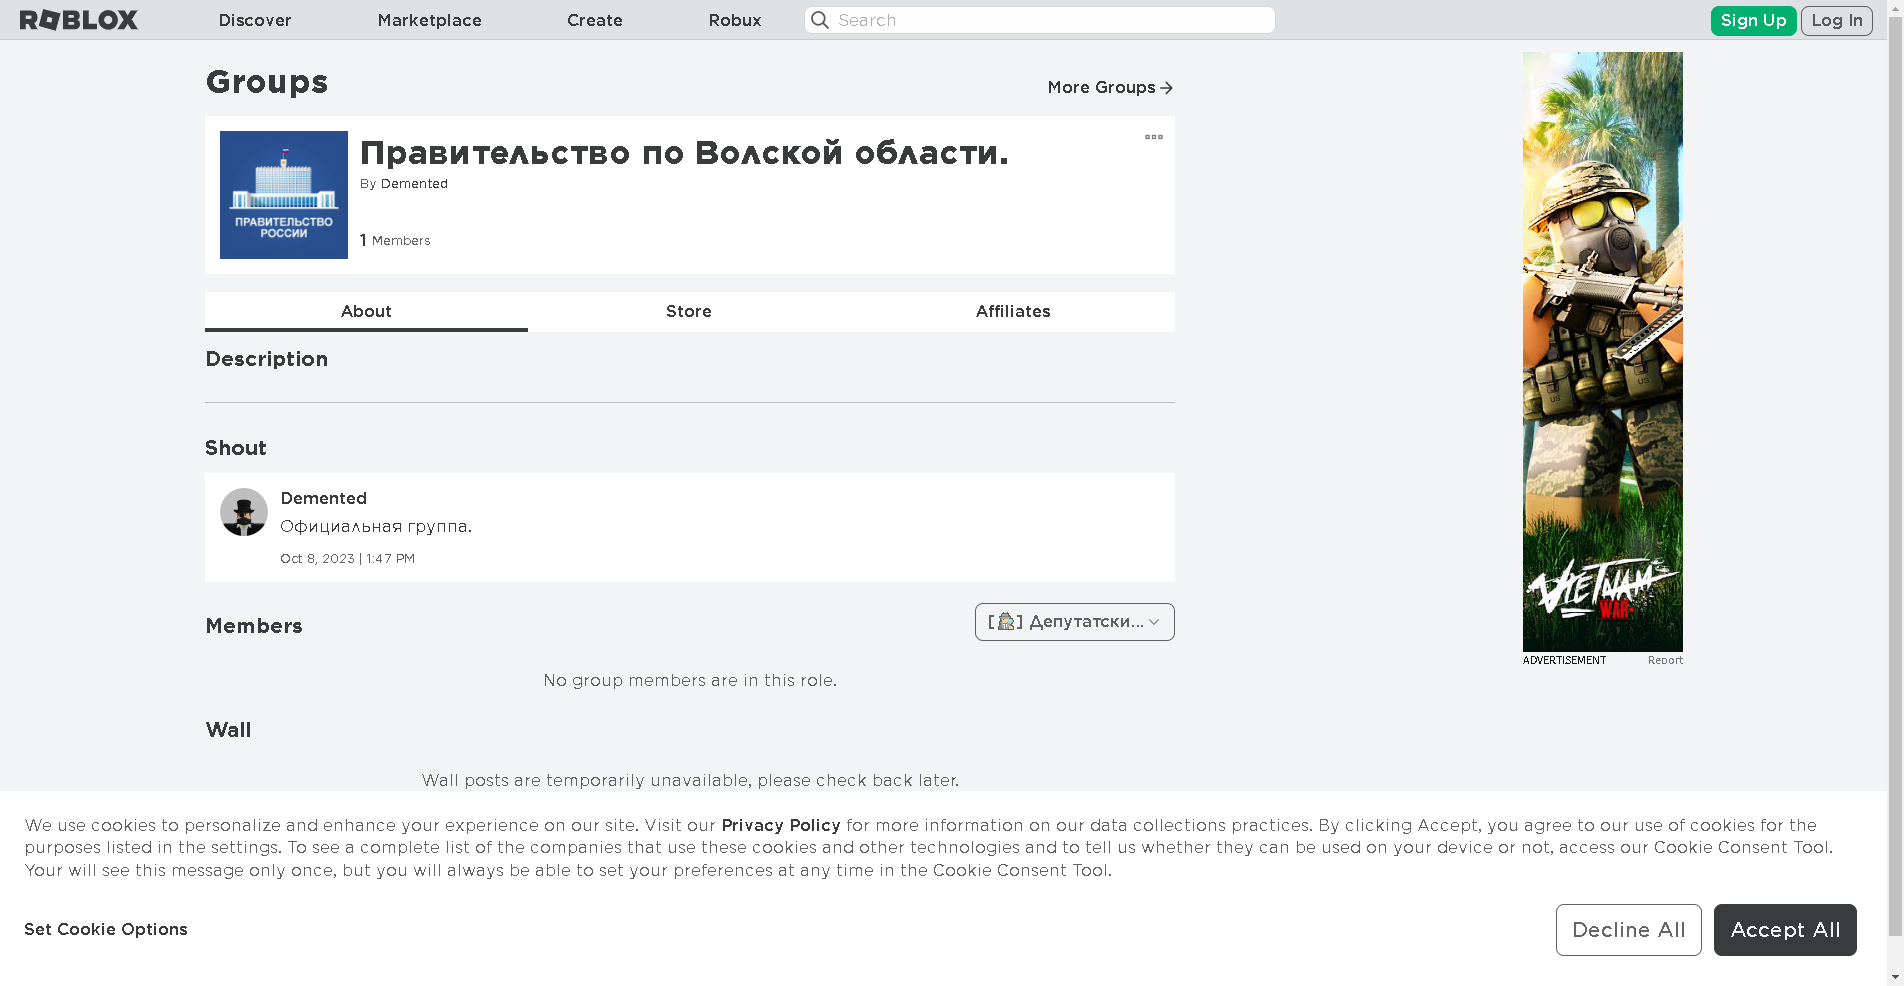 ROBLOX Discover Marketplace Create Robux Search Sign Up Log In
Groups
More Groups
Правительство по Волской области.
By Demented
1 Members
ПРАВИТЕЛЬСТВО
РОССИИ
About Store Affiliates
Description
Shout
Demented
Официальная группа.
Oct 8, 2023 | 1:47 PM
Members
[🕵] Депутатски...
No group members are in this role.
Wall
Wall posts are temporarily unavailable, please check back later.
US
US
VIETNAM
WAR
ADVERTISEMENT Report
We use cookies to personalize and enhance your experience on our site. Visit our Privacy Policy for more information on our data collections practices. By clicking Accept, you agree to our use of cookies for the
purposes listed in the settings. To see a complete list of the companies that use these cookies and other technologies and to tell us whether they can be used on your device or not, access our Cookie Consent Tool.
Your will see this message only once, but you will always be able to set your preferences at any time in the Cookie Consent Tool.
Set Cookie Options
Decline All Accept All